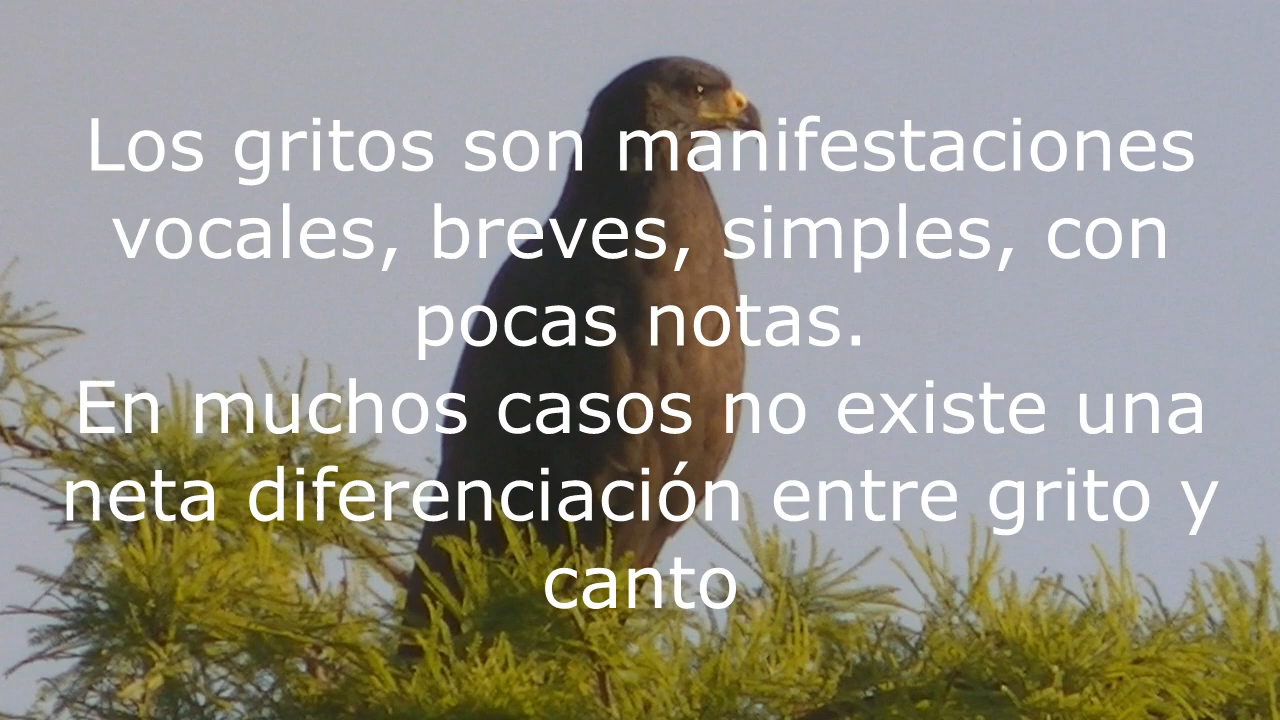 Los gritos son manifestaciones
vocales, breves, simples, con
pocas notas.
En muchos casos no existe una
neta diferenciación entre grito y
canto